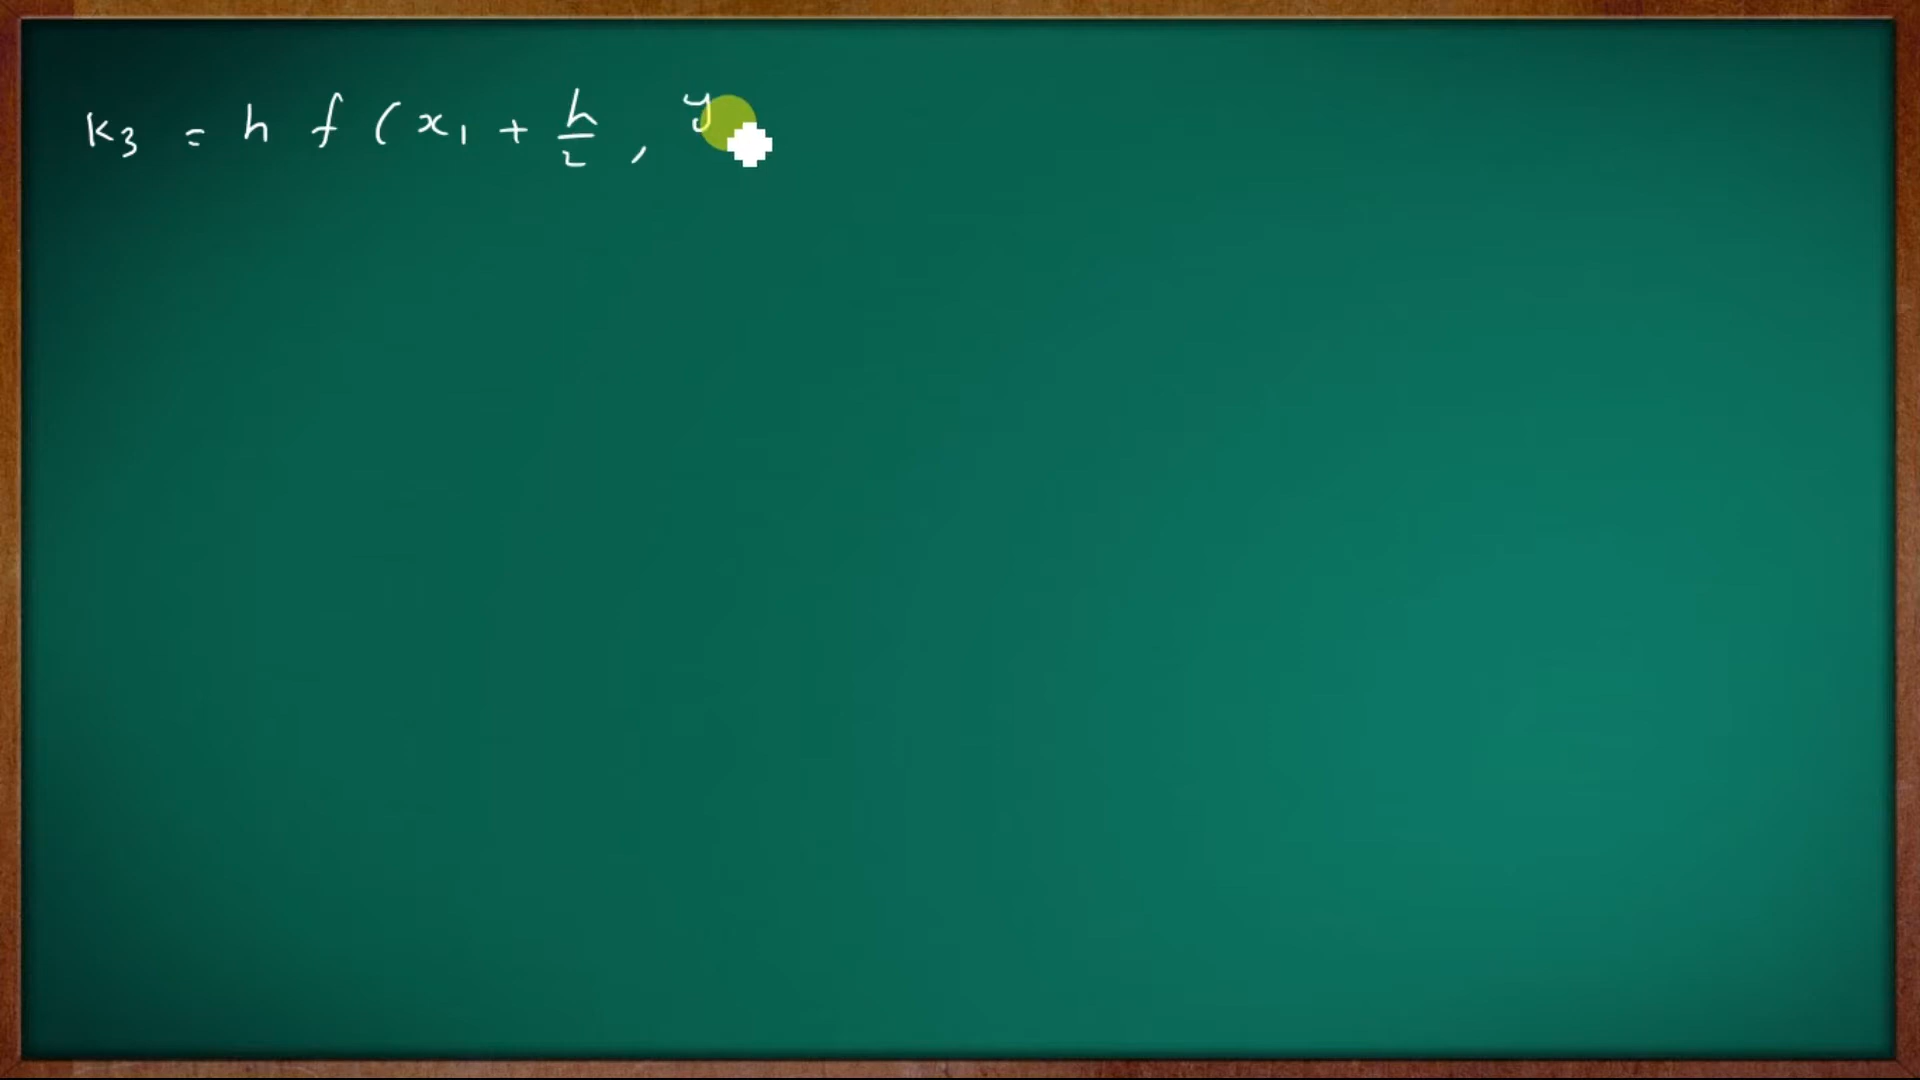 k₃ = h f (x₁ + h/2 , y